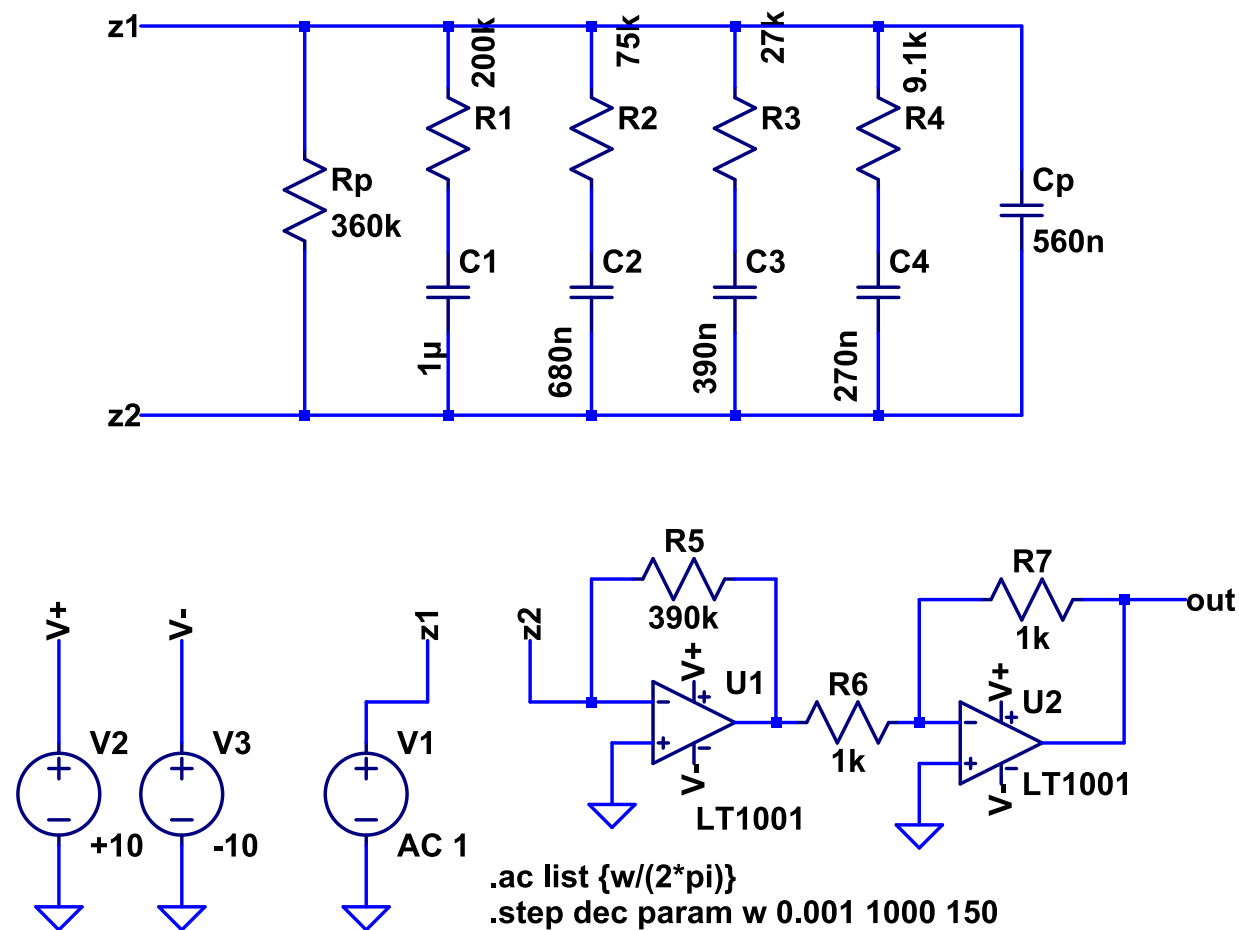 z1
200k
75k
27k
9.1k
R1
R2
R3
R4
Rp
360k
Cp
560n
C1
C2
C3
C4
1µ
680n
390n
270n
z2
R5
390k
R7
1k
out
V+
V-
z1
z2
V+
U1
R6
1k
V+
U2
V2
+10
V3
-10
V1
AC 1
V-
LT1001
V-
LT1001
.ac list {w/(2*pi)}
.step dec param w 0.001 1000 150